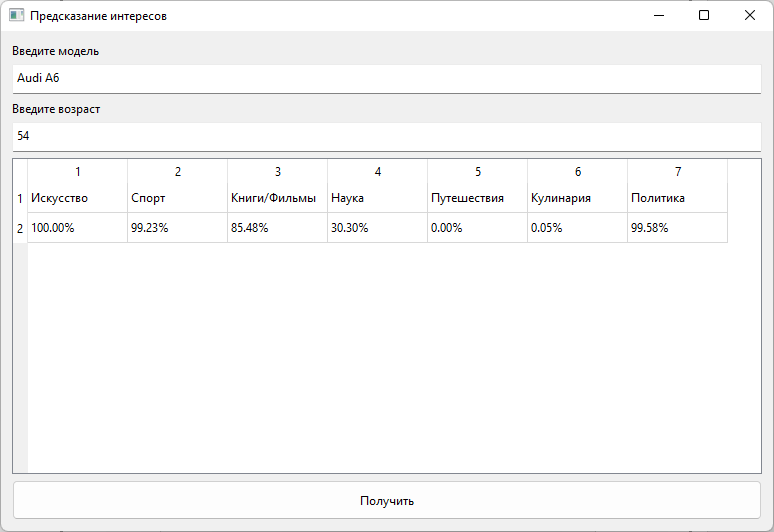 Предсказание интересов
Введите модель
Audi A6
Введите возраст
54
1 2 3 4 5 6 7
1 Искусство Спорт Книги/Фильмы Наука Путешествия Кулинария Политика
2 100.00% 99.23% 85.48% 30.30% 0.00% 0.05% 99.58%
Получить